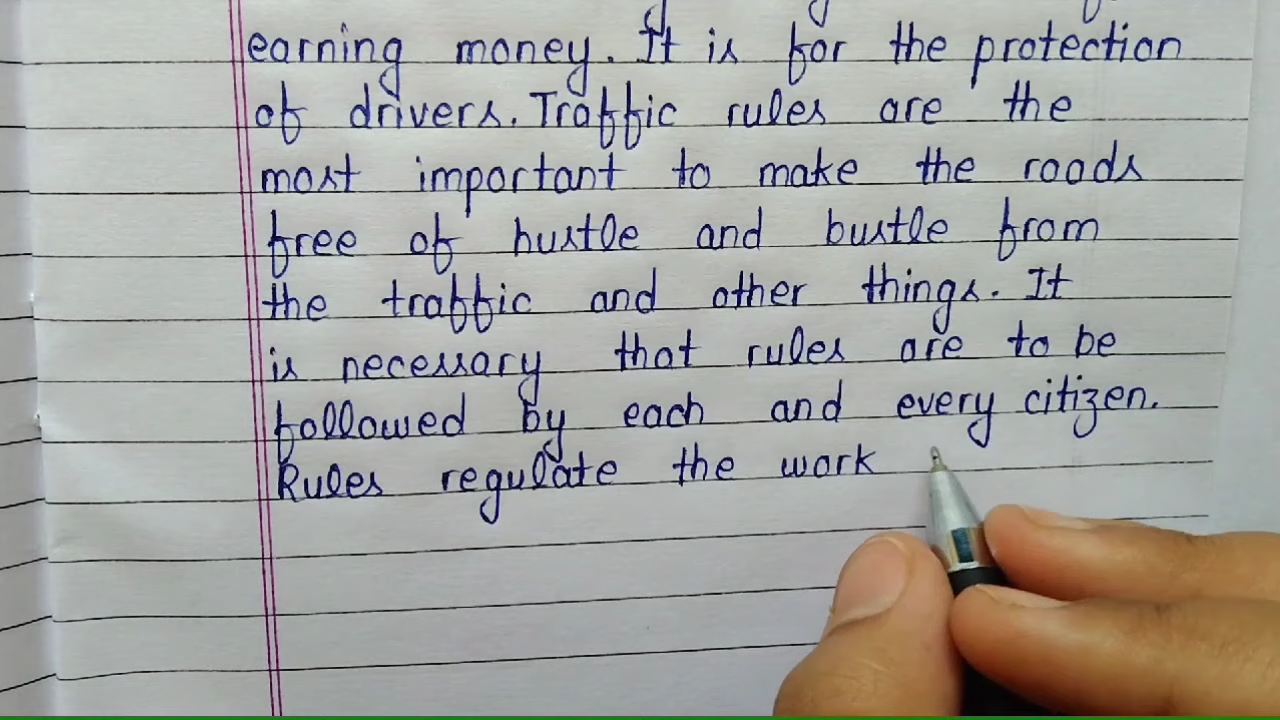 earning money. It is for the protection
of drivers. Traffic rules are the
most important to make the roads
free of hustle and bustle from
the traffic and other things. It
is necessary that rules are to be
followed by each and every citizen.
Rules regulate the work